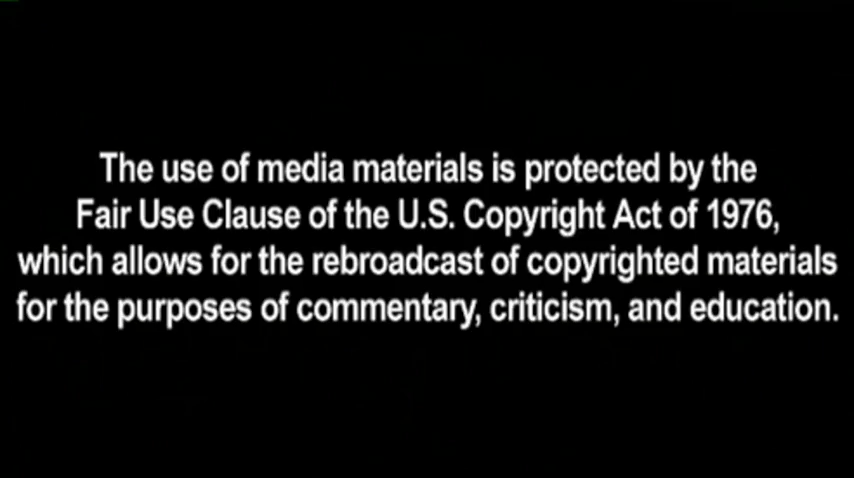 The use of media materials is protected by the
Fair Use Clause of the U.S. Copyright Act of 1976,
which allows for the rebroadcast of copyrighted materials
for the purposes of commentary, criticism, and education.